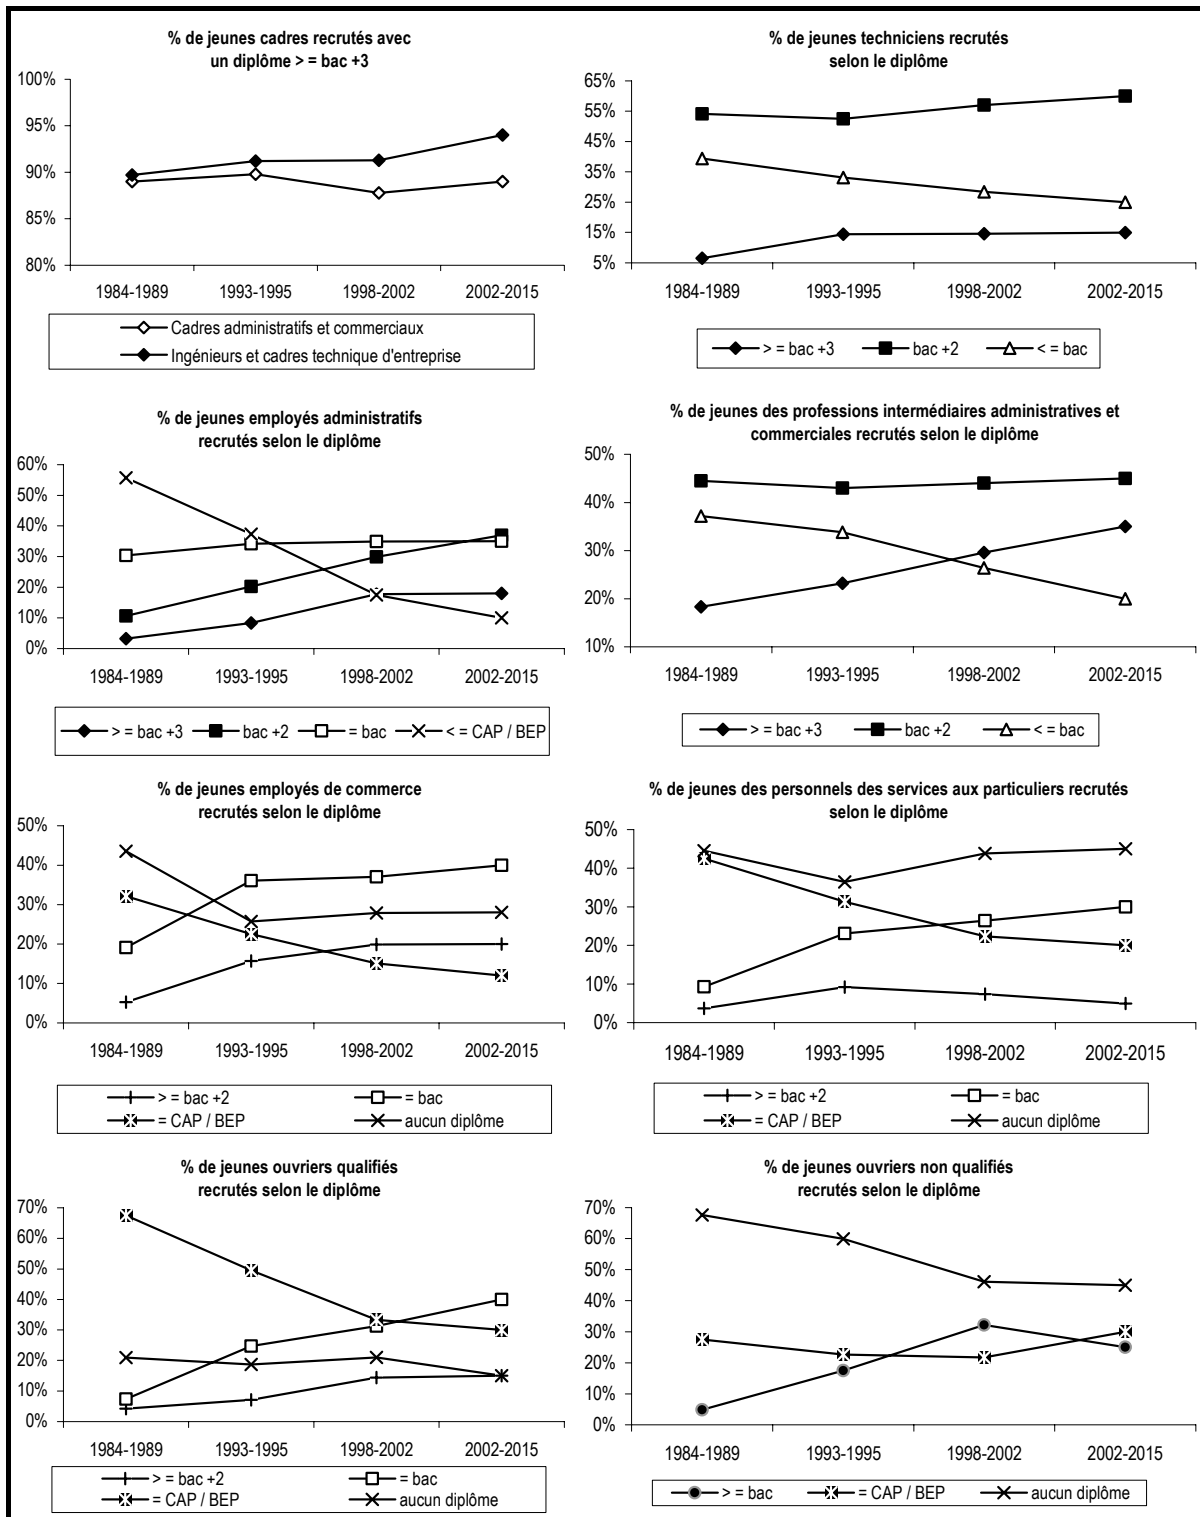 % de jeunes cadres recrutés avec
un diplôme > = bac +3
100%
95%
90%
85%
80%
1984-1989 1993-1995 1998-2002 2002-2015
Cadres administratifs et commerciaux
Ingénieurs et cadres technique d'entreprise
% de jeunes techniciens recrutés
selon le diplôme
65%
55%
45%
35%
25%
15%
5%
1984-1989 1993-1995 1998-2002 2002-2015
> = bac +3 bac +2 < = bac
% de jeunes employés administratifs
recrutés selon le diplôme
60%
50%
40%
30%
20%
10%
0%
1984-1989 1993-1995 1998-2002 2002-2015
> = bac +3 bac +2 = bac < = CAP / BEP
% de jeunes des professions intermédiaires administratives et
commerciales recrutés selon le diplôme
50%
40%
30%
20%
10%
1984-1989 1993-1995 1998-2002 2002-2015
> = bac +3 bac +2 < = bac
% de jeunes employés de commerce
recrutés selon le diplôme
50%
40%
30%
20%
10%
0%
1984-1989 1993-1995 1998-2002 2002-2015
> = bac +2 = bac
= CAP / BEP aucun diplôme
% de jeunes des personnels des services aux particuliers recrutés
selon le diplôme
50%
40%
30%
20%
10%
0%
1984-1989 1993-1995 1998-2002 2002-2015
> = bac +2 = bac
= CAP / BEP aucun diplôme
% de jeunes ouvriers qualifiés
recrutés selon le diplôme
70%
60%
50%
40%
30%
20%
10%
0%
1984-1989 1993-1995 1998-2002 2002-2015
> = bac +2 = bac
= CAP / BEP aucun diplôme
% de jeunes ouvriers non qualifiés
recrutés selon le diplôme
70%
60%
50%
40%
30%
20%
10%
0%
1984-1989 1993-1995 1998-2002 2002-2015
> = bac = CAP / BEP aucun diplôme